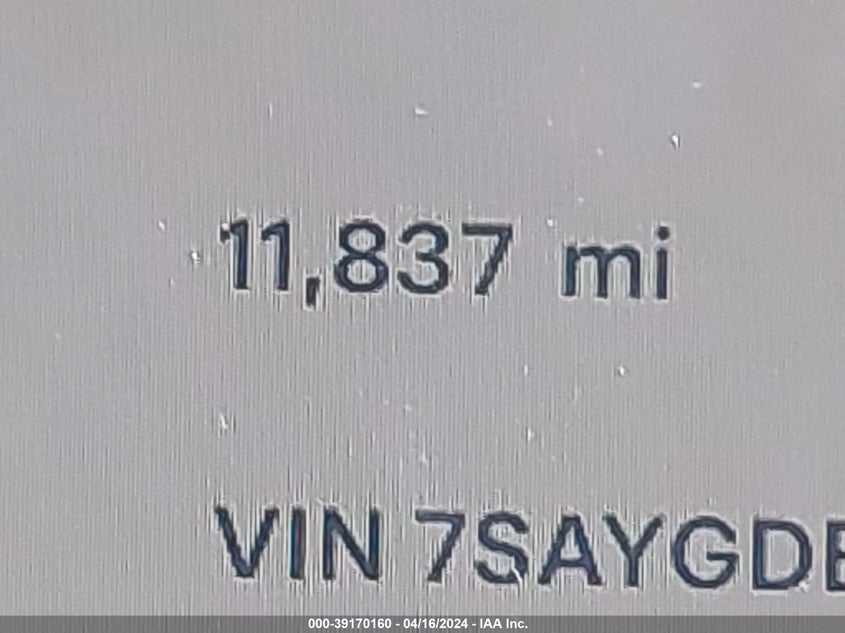 11,837 mi
VIN 7SAYGDE
000-39170160 - 04/16/2024 - IAA Inc.